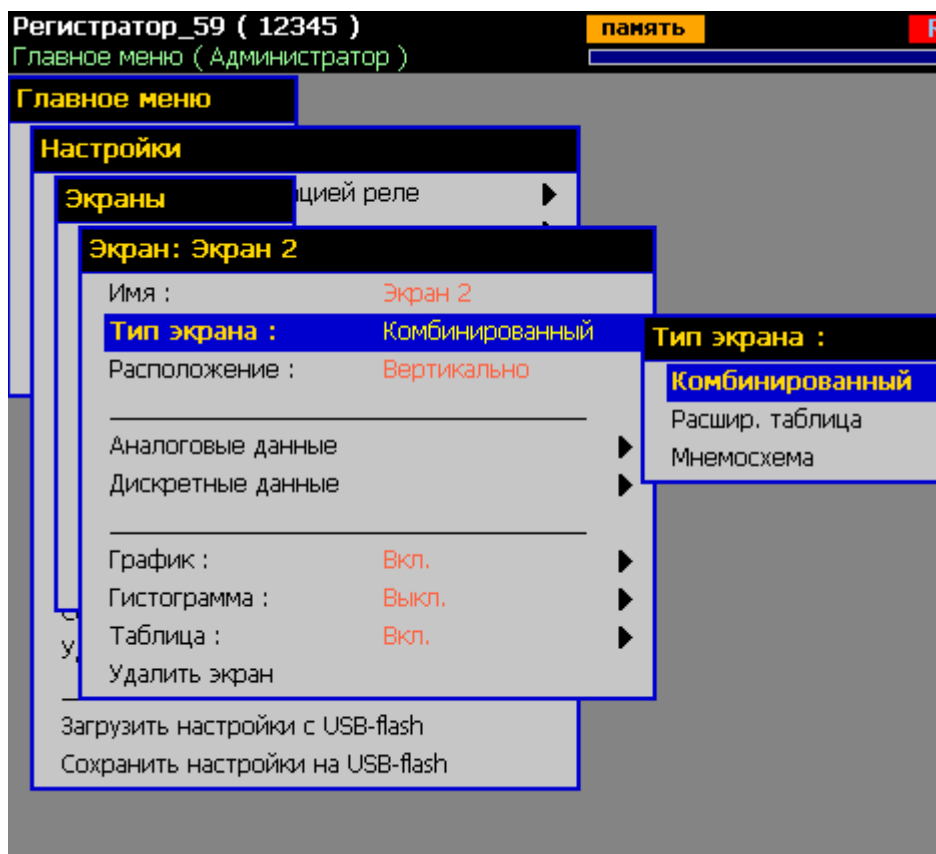 Регистратор_59 ( 12345 )
память
Главное меню ( Администратор )
Главное меню
Настройки
Экраны
цией реле
Экран: Экран 2
Имя : Экран 2
Тип экрана : Комбинированный
Расположение : Вертикально
Аналоговые данные
Дискретные данные
График : Вкл.
Гистограмма : Выкл.
Таблица : Вкл.
Удалить экран
Тип экрана :
Комбинированный
Расшир. таблица
Мнемосхема
Загрузить настройки с USB-flash
Сохранить настройки на USB-flash